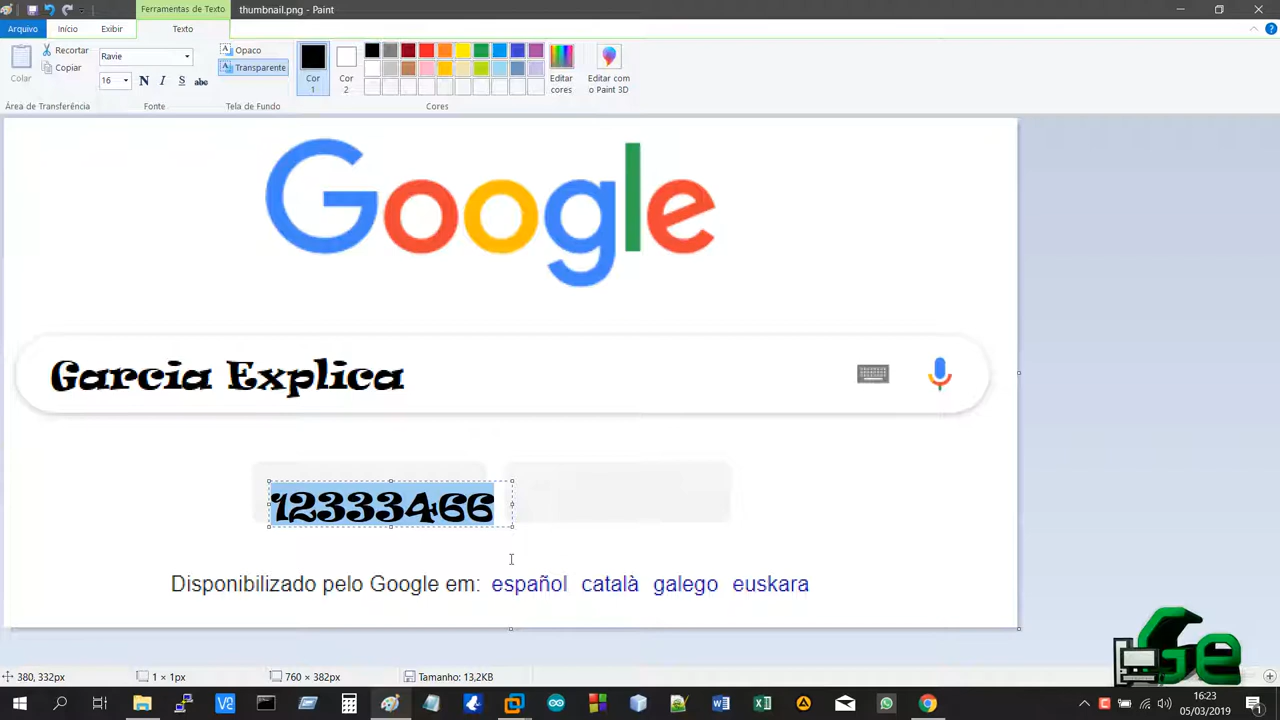 Ferramentas de Texto
thumbnail.png - Paint
Arquivo Início Exibir Texto
Colar
Recortar
Copiar
Área de Transferência
Ravie
16
N I S abc
Fonte
Opaco
Transparente
Tela de Fundo
Cor 1
Cor 2
Editar cores
Editar com o Paint 3D
Cores
Google
Garcia Explica
12333466
Disponibilizado pelo Google em: español català galego euskara
Ge
380, 332px
1 × 1px
760 × 382px
Tamanho: 13,2KB
16:23
05/03/2019